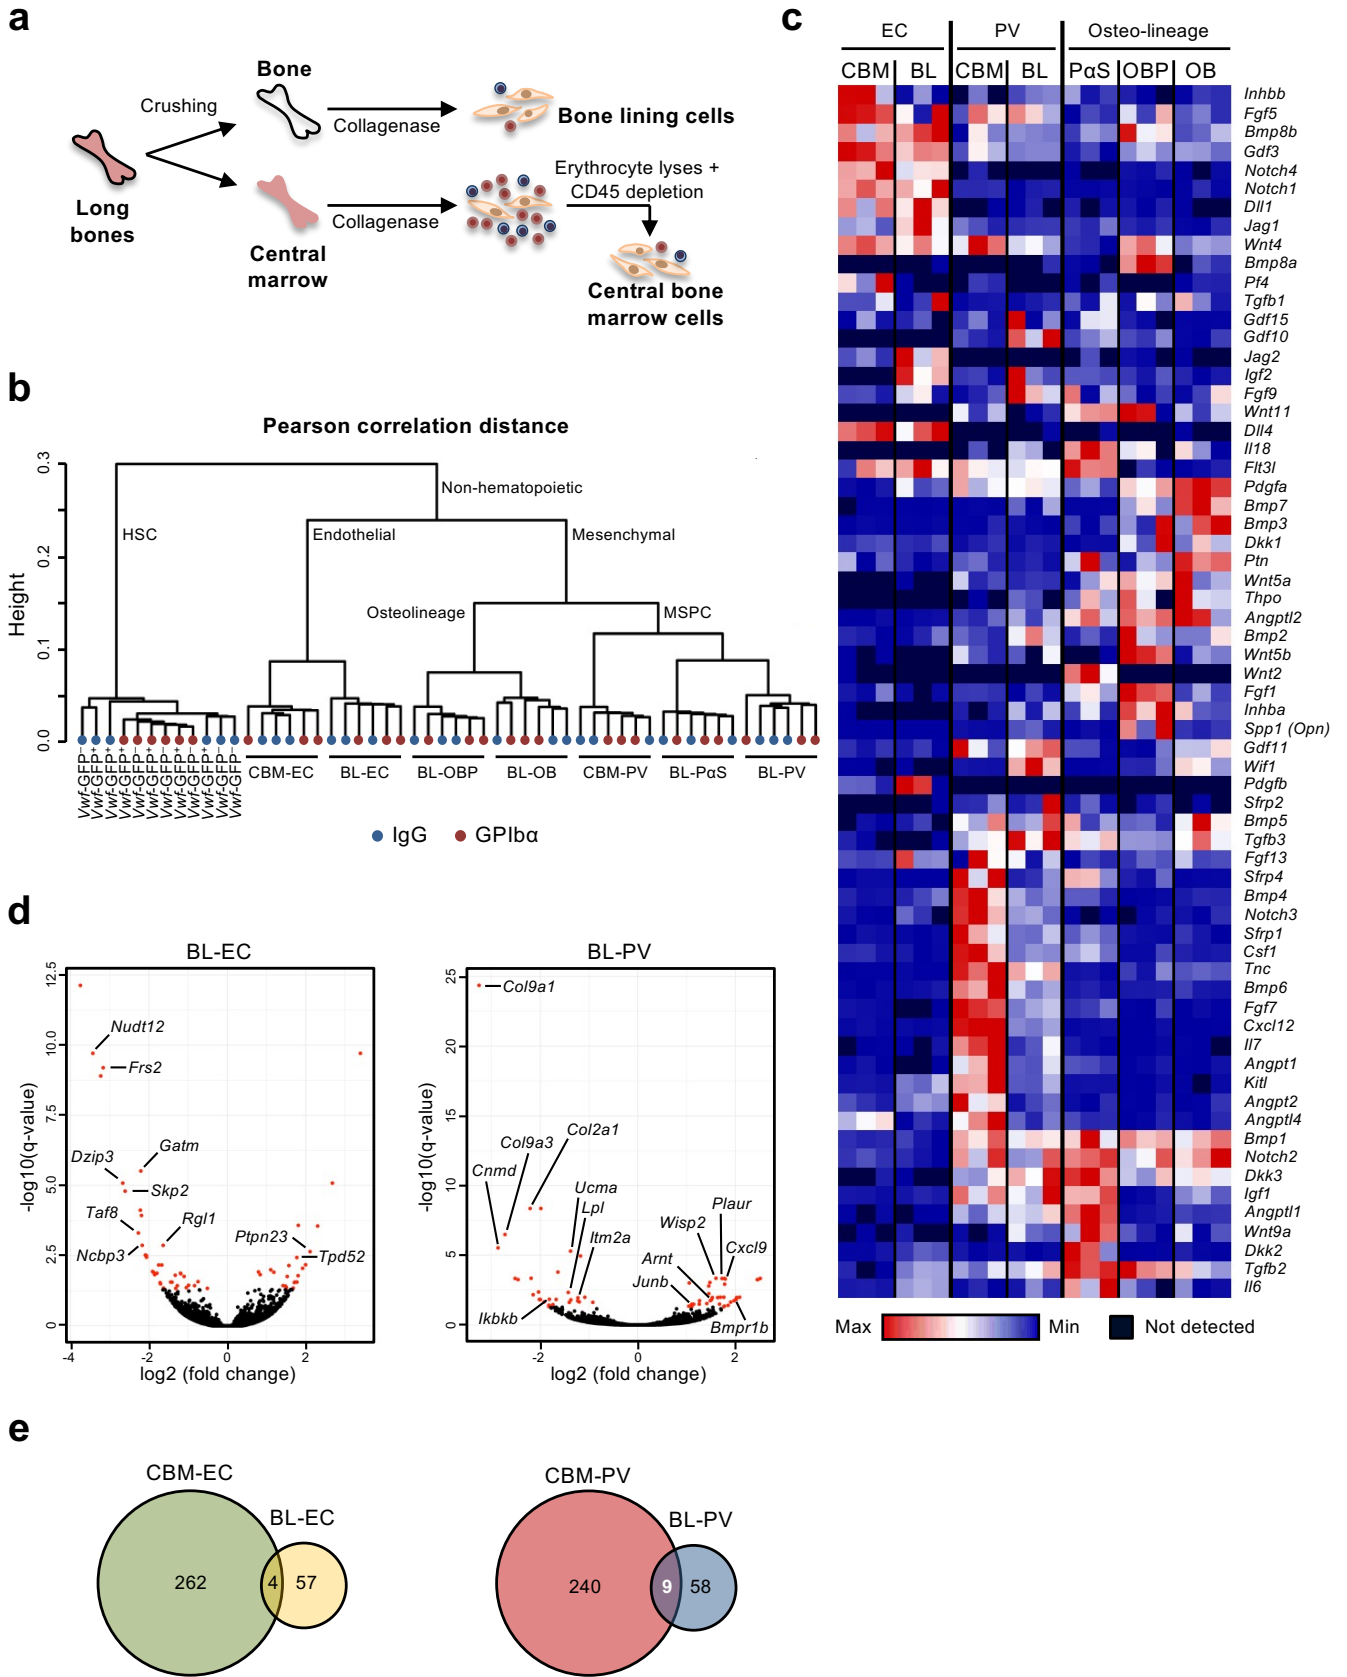 a
Bone
Crushing
Collagenase
Bone lining cells
Long
bones
Central
marrow
Collagenase
Erythrocyte lyses +
CD45 depletion
Central bone
marrow cells
b
Pearson correlation distance
Height
0.3
0.2
0.1
0.0
HSC
Non-hematopoietic
Endothelial
Mesenchymal
Osteolineage
MSPC
Vwf-GFP-
Vwf-GFP+
Vwf-GFP+
Vwf-GFP+
Vwf-GFP-
Vwf-GFP+
Vwf-GFP-
Vwf-GFP+
Vwf-GFP-
Vwf-GFP+
Vwf-GFP-
Vwf-GFP-
CBM-EC
BL-EC
BL-OBP
BL-OB
CBM-PV
BL-PαS
BL-PV
IgG
GPIbα
c
EC
PV
Osteo-lineage
CBM
BL
CBM
BL
PαS
OBP
OB
Inhbb
Fgf5
Bmp8b
Gdf3
Notch4
Notch1
Dll1
Jag1
Wnt4
Bmp8a
Pf4
Tgfb1
Gdf15
Gdf10
Jag2
Igf2
Fgf9
Wnt11
Dll4
Il18
Flt3l
Pdgfa
Bmp7
Bmp3
Dkk1
Ptn
Wnt5a
Thpo
Angptl2
Bmp2
Wnt5b
Wnt2
Fgf1
Inhba
Spp1 (Opn)
Gdf11
Wif1
Pdgfb
Sfrp2
Bmp5
Tgfb3
Fgf13
Sfrp4
Bmp4
Notch3
Sfrp1
Csf1
Tnc
Bmp6
Fgf7
Cxcl12
Il7
Angpt1
Kitl
Angpt2
Angptl4
Bmp1
Notch2
Dkk3
Igf1
Angptl1
Wnt9a
Dkk2
Tgfb2
Il6
Max
Min
Not detected
d
BL-EC
-log10(q-value)
12.5
10.0
7.5
5.0
2.5
0
-4
-2
0
2
log2 (fold change)
Nudt12
Frs2
Gatm
Dzip3
Skp2
Taf8
Rgl1
Ncbp3
Ptpn23
Tpd52
BL-PV
-log10(q-value)
25
20
15
10
5
0
-2
0
2
log2 (fold change)
Col9a1
Col2a1
Col9a3
Cnmd
Ucma
Lpl
Itm2a
Plaur
Wisp2
Cxcl9
Arnt
Junb
Ikbkb
Bmpr1b
e
CBM-EC
BL-EC
262
4
57
CBM-PV
BL-PV
240
9
58